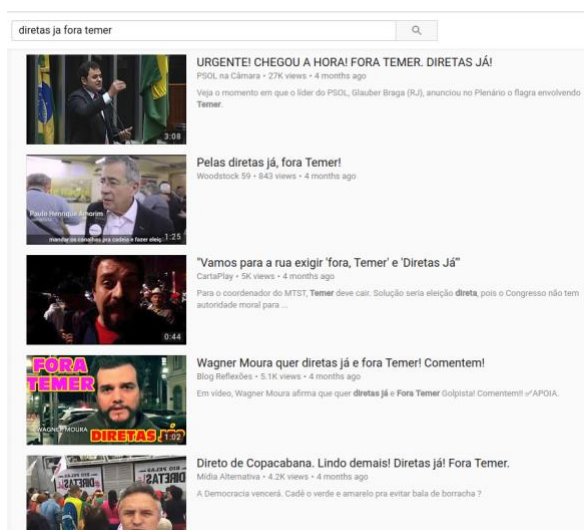 diretas ja fora temer
URGENTE! CHEGOU A HORA! FORA TEMER. DIRETAS JÁ!
PSOL na Câmara • 27K views • 4 months ago
Veja o momento em que o líder do PSOL, Glauber Braga (RJ), anunciou no Plenário o flagra envolvendo
Temer.
3:08
Pelas diretas já, fora Temer!
Woodstock 59 • 843 views • 4 months ago
Paulo Henrique Amorim
mandar os canalhas pra cadeia e fazer eleiç
1:25
"Vamos para a rua exigir 'fora, Temer' e 'Diretas Já'"
CartaPlay • 5K views • 4 months ago
Para o coordenador do MTST, Temer deve cair. Solução seria eleição direta, pois o Congresso não tem
autoridade moral para ...
0:44
FORA
TEMER
WAGNER MOURA
DIRETAS JÁ
1:02
Wagner Moura quer diretas já e fora Temer! Comentem!
Blog Reflexões • 5.1K views • 4 months ago
Em vídeo, Wagner Moura afirma que quer diretas já e Fora Temer Golpista! Comentem!! ✅APOIA.
Direto de Copacabana. Lindo demais! Diretas já! Fora Temer.
Mídia Alternativa • 4.2K views • 4 months ago
A Democracia vencerá. Cadê o verde e amarelo pra evitar bala de borracha ?